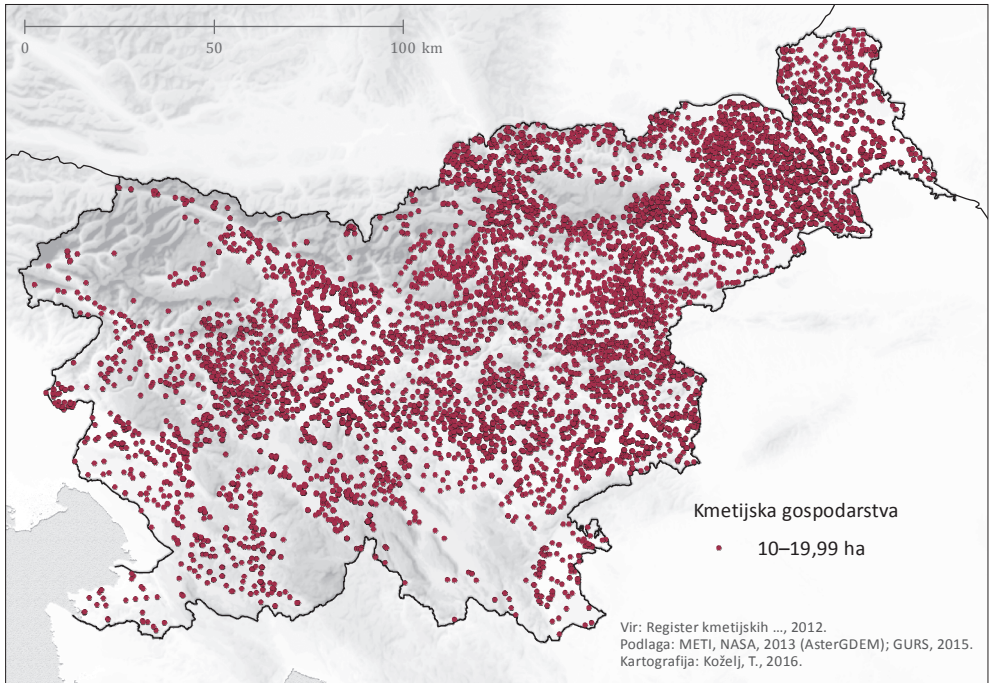 0 50 100 km
Kmetijska gospodarstva
10–19,99 ha
Vir: Register kmetijskih ..., 2012.
Podlaga: METI, NASA, 2013 (AsterGDEM); GURS, 2015.
Kartografija: Koželj, T., 2016.